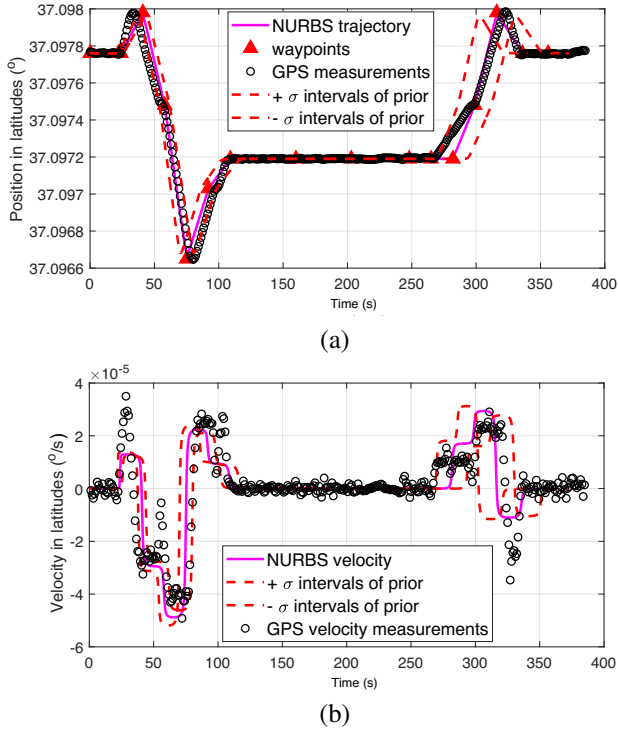 37.098
37.0978
37.0976
37.0974
37.0972
37.097
37.0968
37.0966
Position in latitudes (⁰)
NURBS trajectory
waypoints
GPS measurements
+ σ intervals of prior
- σ intervals of prior
0 50 100 150 200 250 300 350 400
Time (s)
(a)
×10⁻⁵
4
2
0
-2
-4
-6
Velocity in latitudes (⁰/s)
NURBS velocity
+ σ intervals of prior
- σ intervals of prior
GPS velocity measurements
0 50 100 150 200 250 300 350 400
Time (s)
(b)